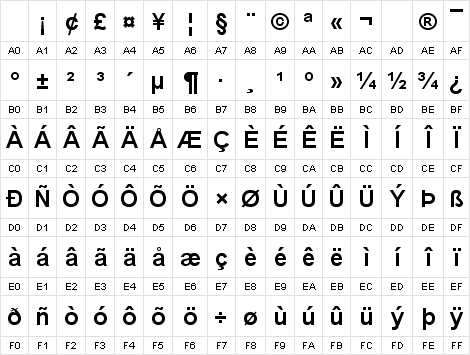 ¡ ¢ £ ¤ ¥ ¦ § ¨ © ª « ¬ ® ¯
A0 A1 A2 A3 A4 A5 A6 A7 A8 A9 AA AB AC AD AE AF
° ± ² ³ ´ µ ¶ · ¸ ¹ º » ¼ ½ ¾ ¿
B0 B1 B2 B3 B4 B5 B6 B7 B8 B9 BA BB BC BD BE BF
À Á Â Ã Ä Å Æ Ç È É Ê Ë Ì Í Î Ï
C0 C1 C2 C3 C4 C5 C6 C7 C8 C9 CA CB CC CD CE CF
Ð Ñ Ò Ó Ô Õ Ö × Ø Ù Ú Û Ü Ý Þ ß
D0 D1 D2 D3 D4 D5 D6 D7 D8 D9 DA DB DC DD DE DF
à á â ã ä å æ ç è é ê ë ì í î ï
E0 E1 E2 E3 E4 E5 E6 E7 E8 E9 EA EB EC ED EE EF
ð ñ ò ó ô õ ö ÷ ø ù ú û ü ý þ ÿ
F0 F1 F2 F3 F4 F5 F6 F7 F8 F9 FA FB FC FD FE FF